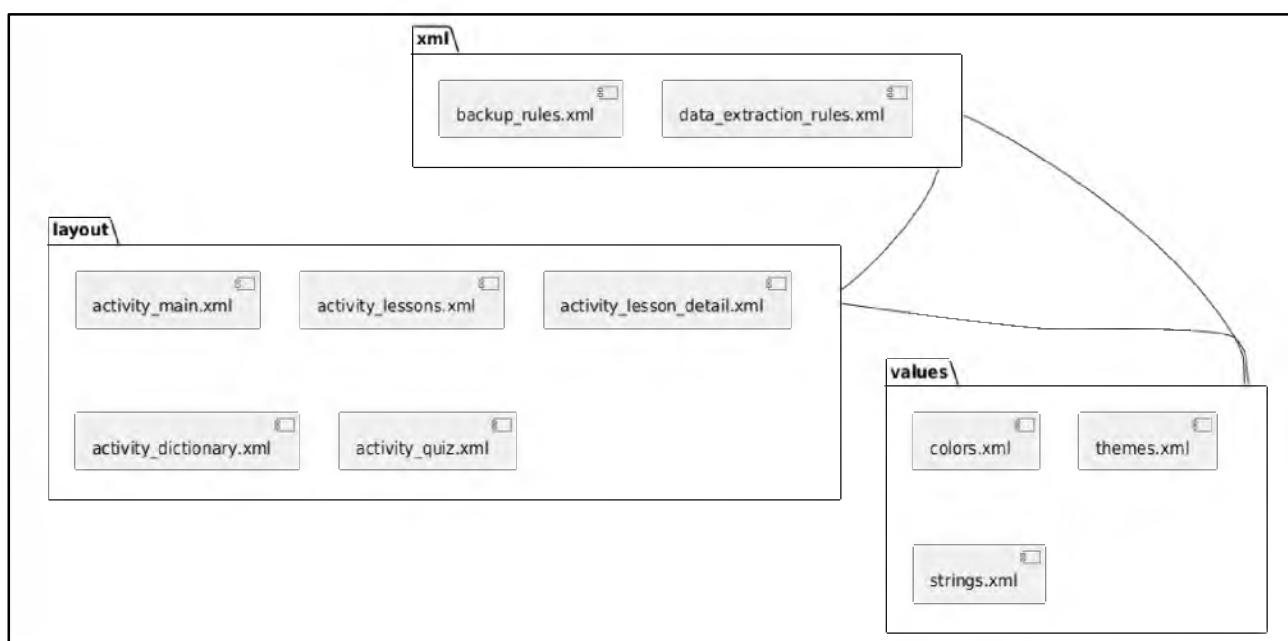 xml
backup_rules.xml
data_extraction_rules.xml
layout
activity_main.xml
activity_lessons.xml
activity_lesson_detail.xml
activity_dictionary.xml
activity_quiz.xml
values
colors.xml
themes.xml
strings.xml